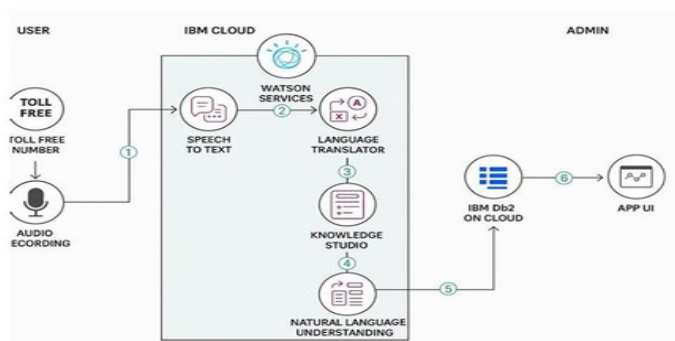 USER
IBM CLOUD
ADMIN
WATSON
SERVICES
TOLL
FREE
TOLL FREE
NUMBER
1
SPEECH
TO TEXT
2
A
X
LANGUAGE
TRANSLATOR
3
AUDIO
ECORDING
KNOWLEDGE
STUDIO
4
NATURAL LANGUAGE
UNDERSTANDING
5
IBM Db2
ON CLOUD
6
APP UI